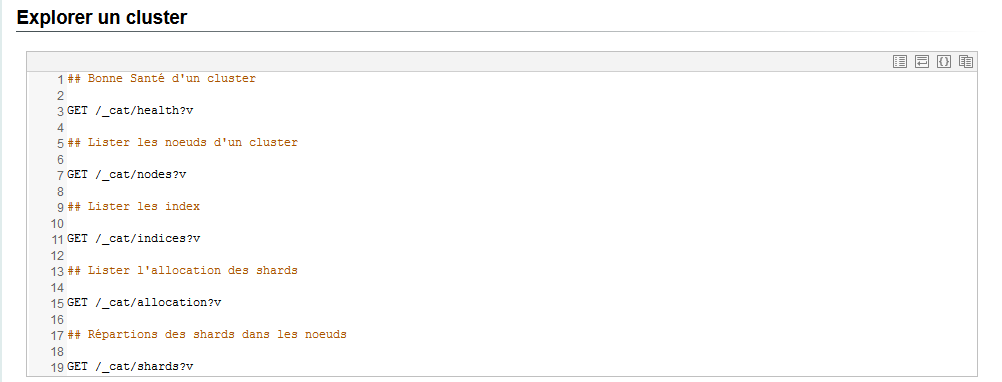 Explorer un cluster
1 ## Bonne Santé d'un cluster
2
3 GET /_cat/health?v
4
5 ## Lister les noeuds d'un cluster
6
7 GET /_cat/nodes?v
8
9 ## Lister les index
10
11 GET /_cat/indices?v
12
13 ## Lister l'allocation des shards
14
15 GET /_cat/allocation?v
16
17 ## Répartions des shards dans les noeuds
18
19 GET /_cat/shards?v